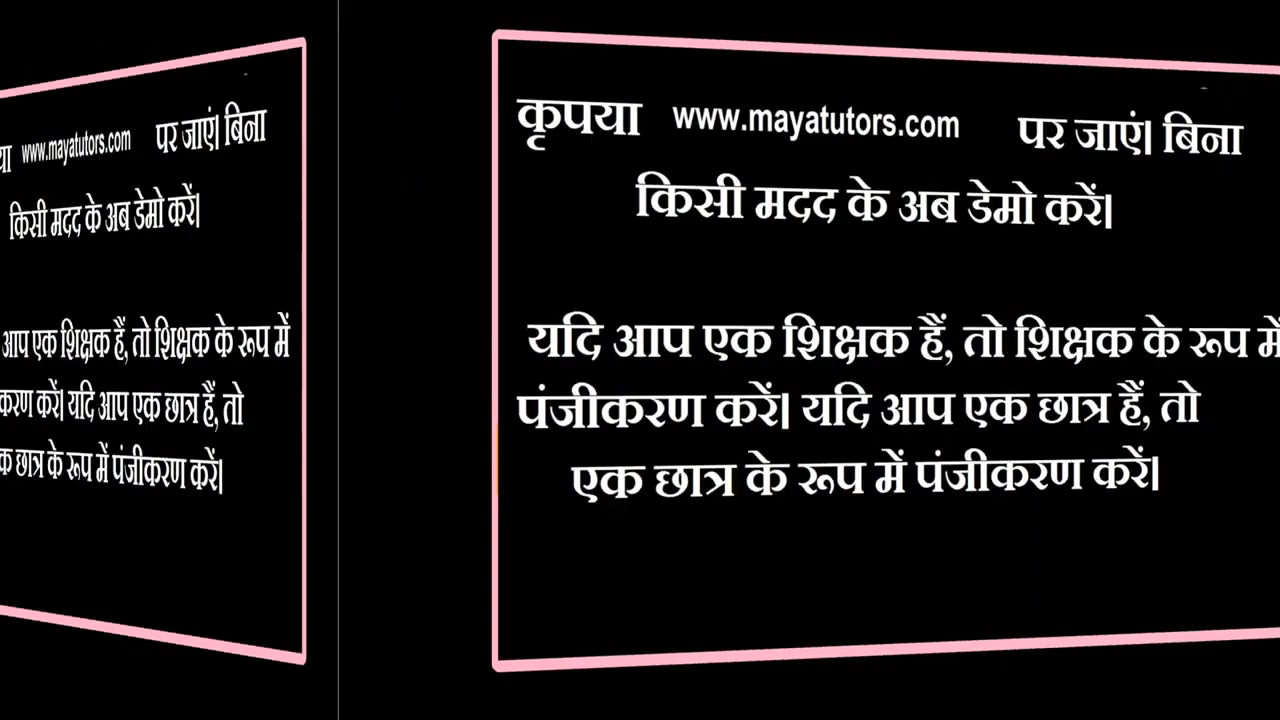 या www.mayatutors.com पर जाएं। बिना
किसी मदद के अब डेमो करें।
आप एक शिक्षक हैं, तो शिक्षक के रूप में
करण करें। यदि आप एक छात्र हैं, तो
क छात्र के रूप में पंजीकरण करें।
कृपया www.mayatutors.com पर जाएं। बिना
किसी मदद के अब डेमो करें।
यदि आप एक शिक्षक हैं, तो शिक्षक के रूप में
पंजीकरण करें। यदि आप एक छात्र हैं, तो
एक छात्र के रूप में पंजीकरण करें।